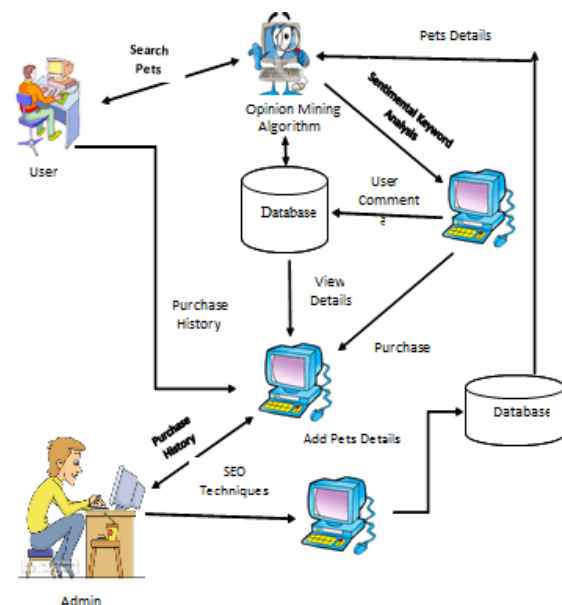 Search
Pets
Pets Details
Opinion Mining
Algorithm
Sentimental Keyword
Analysis
User
Database
User
Comment
s
View
Details
Purchase
History
Purchase
Database
Purchase
History
Add Pets Details
SEO
Techniques
Admin